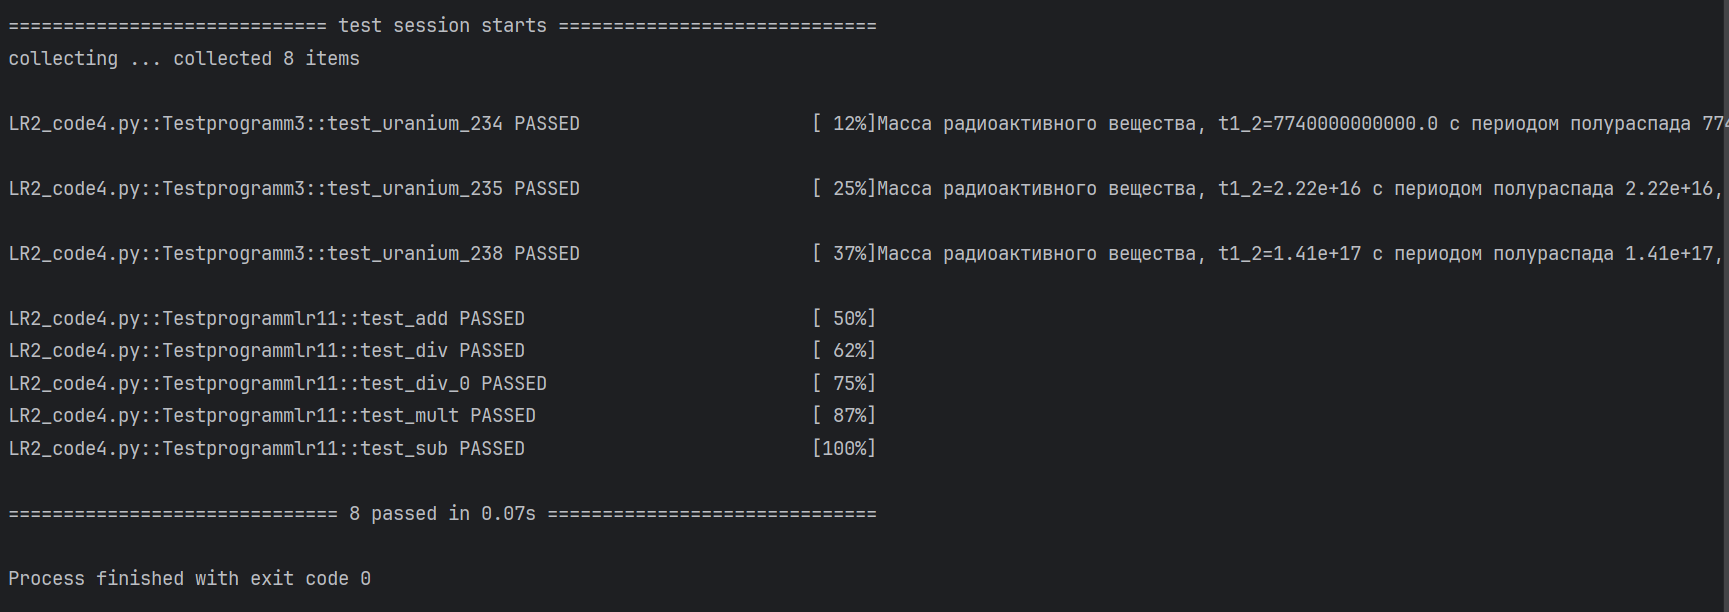 ============================= test session starts =============================
collecting ... collected 8 items
LR2_code4.py::Testprogramm3::test_uranium_234 PASSED [ 12%]Масса радиоактивного вещества, t1_2=7740000000000.0 с периодом полураспада 774
LR2_code4.py::Testprogramm3::test_uranium_235 PASSED [ 25%]Масса радиоактивного вещества, t1_2=2.22e+16 с периодом полураспада 2.22e+16,
LR2_code4.py::Testprogramm3::test_uranium_238 PASSED [ 37%]Масса радиоактивного вещества, t1_2=1.41e+17 с периодом полураспада 1.41e+17,
LR2_code4.py::Testprogrammlr11::test_add PASSED [ 50%]
LR2_code4.py::Testprogrammlr11::test_div PASSED [ 62%]
LR2_code4.py::Testprogrammlr11::test_div_0 PASSED [ 75%]
LR2_code4.py::Testprogrammlr11::test_mult PASSED [ 87%]
LR2_code4.py::Testprogrammlr11::test_sub PASSED [100%]
============================== 8 passed in 0.07s ==============================
Process finished with exit code 0